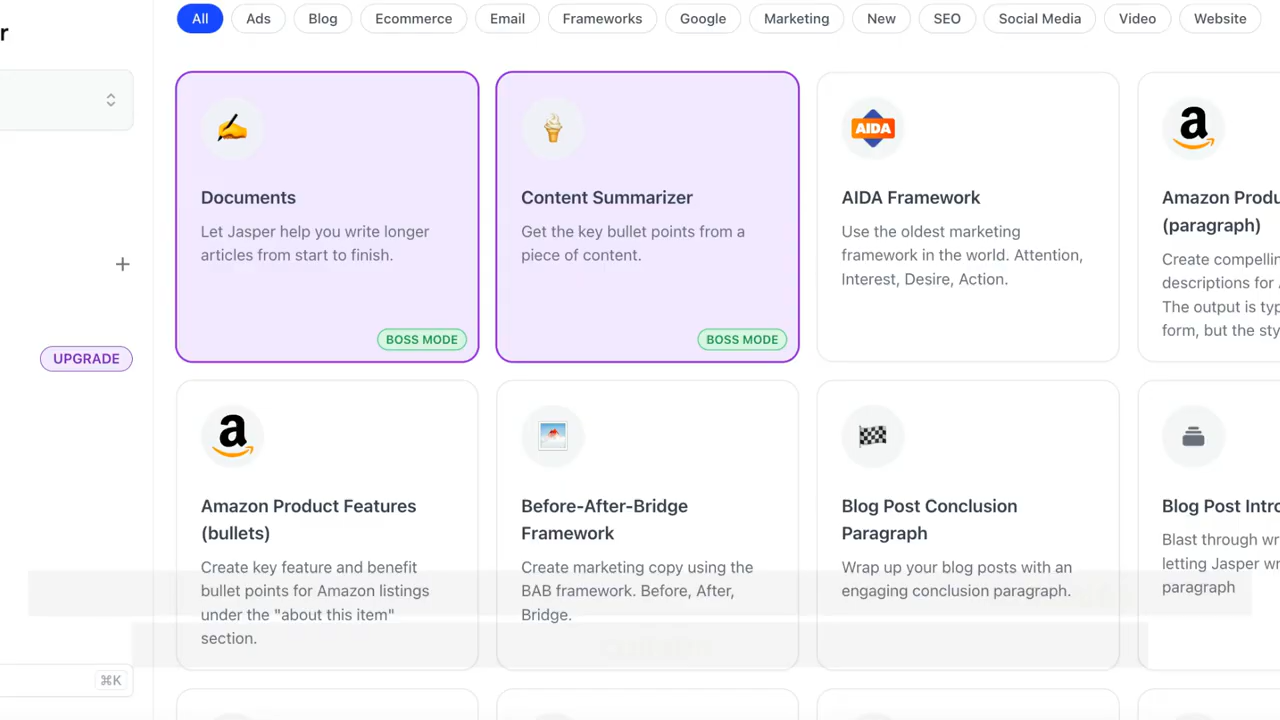 r
All
Ads
Blog
Ecommerce
Email
Frameworks
Google
Marketing
New
SEO
Social Media
Video
Website
UPGRADE
⌘K
Documents
Let Jasper help you write longer
articles from start to finish.
BOSS MODE
Content Summarizer
Get the key bullet points from a
piece of content.
BOSS MODE
AIDA
AIDA Framework
Use the oldest marketing
framework in the world. Attention,
Interest, Desire, Action.
a
Amazon Produ
(paragraph)
Create compellin
descriptions for
The output is typ
form, but the sty
a
Amazon Product Features
(bullets)
Create key feature and benefit
bullet points for Amazon listings
under the "about this item"
section.
Before-After-Bridge
Framework
Create marketing copy using the
BAB framework. Before, After,
Bridge.
Blog Post Conclusion
Paragraph
Wrap up your blog posts with an
engaging conclusion paragraph.
Blog Post Intro
Blast through wr
letting Jasper wr
paragraph